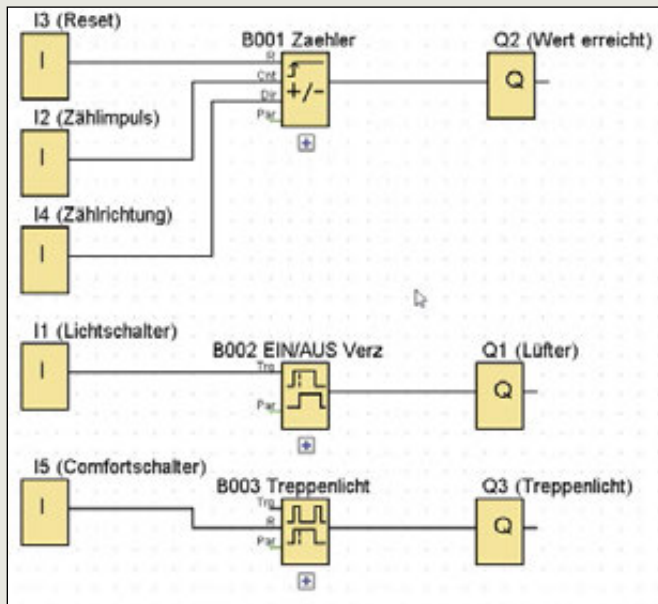 I3 (Reset)
B001 Zaehler
Q2 (Wert erreicht)
I
R
Cnt
Dir
Par
+/-
Q
I2 (Zählimpuls)
I
I4 (Zählrichtung)
I
I1 (Lichtschalter)
B002 EIN/AUS Verz
Q1 (Lüfter)
I
Trg
Par
Q
I5 (Comfortschalter)
B003 Treppenlicht
Q3 (Treppenlicht)
I
Trg
R
Par
Q